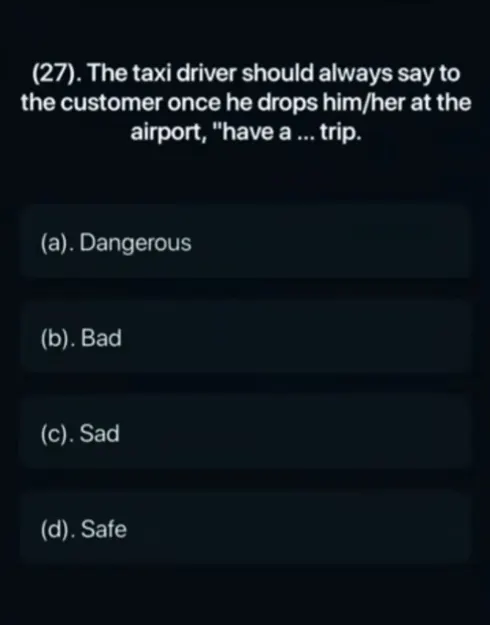 (27). The taxi driver should always say to
the customer once he drops him/her at the
airport, "have a ... trip.
(a). Dangerous
(b). Bad
(c). Sad
(d). Safe